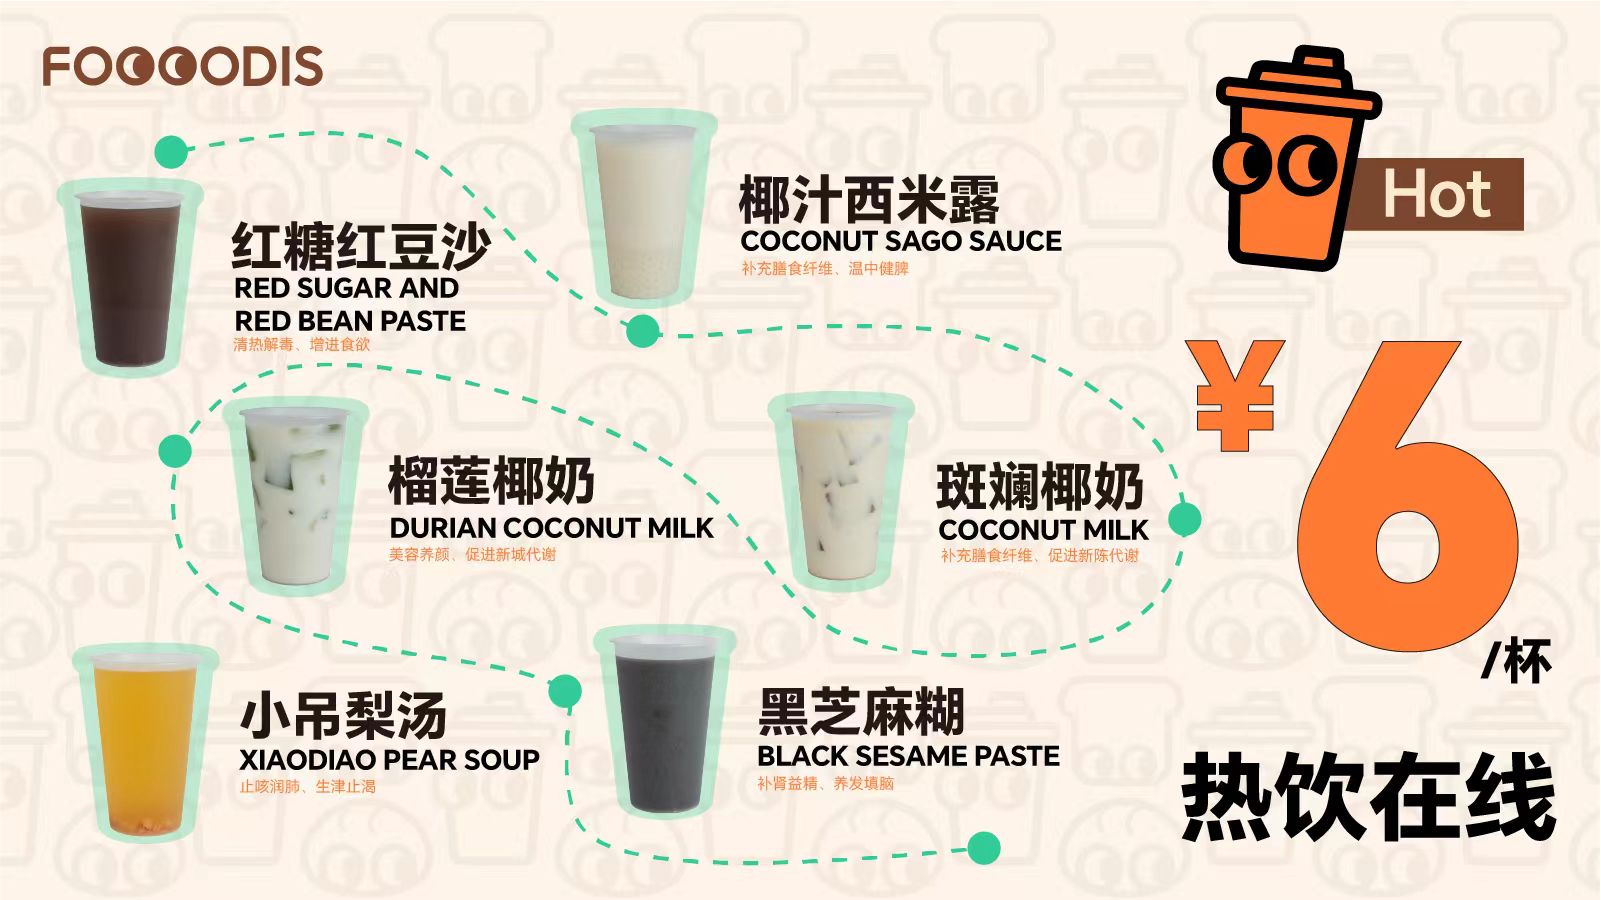 FOOOODIS
红糖红豆沙
RED SUGAR AND
RED BEAN PASTE
清热解毒、增进食欲
椰汁西米露
COCONUT SAGO SAUCE
补充膳食纤维、温中健脾
Hot
榴莲椰奶
DURIAN COCONUT MILK
美容养颜、促进新城代谢
斑斓椰奶
COCONUT MILK
补充膳食纤维、促进新陈代谢
¥6
/杯
小吊梨汤
XIAODIAO PEAR SOUP
止咳润肺、生津止渴
黑芝麻糊
BLACK SESAME PASTE
补肾益精、养发填脑
热饮在线